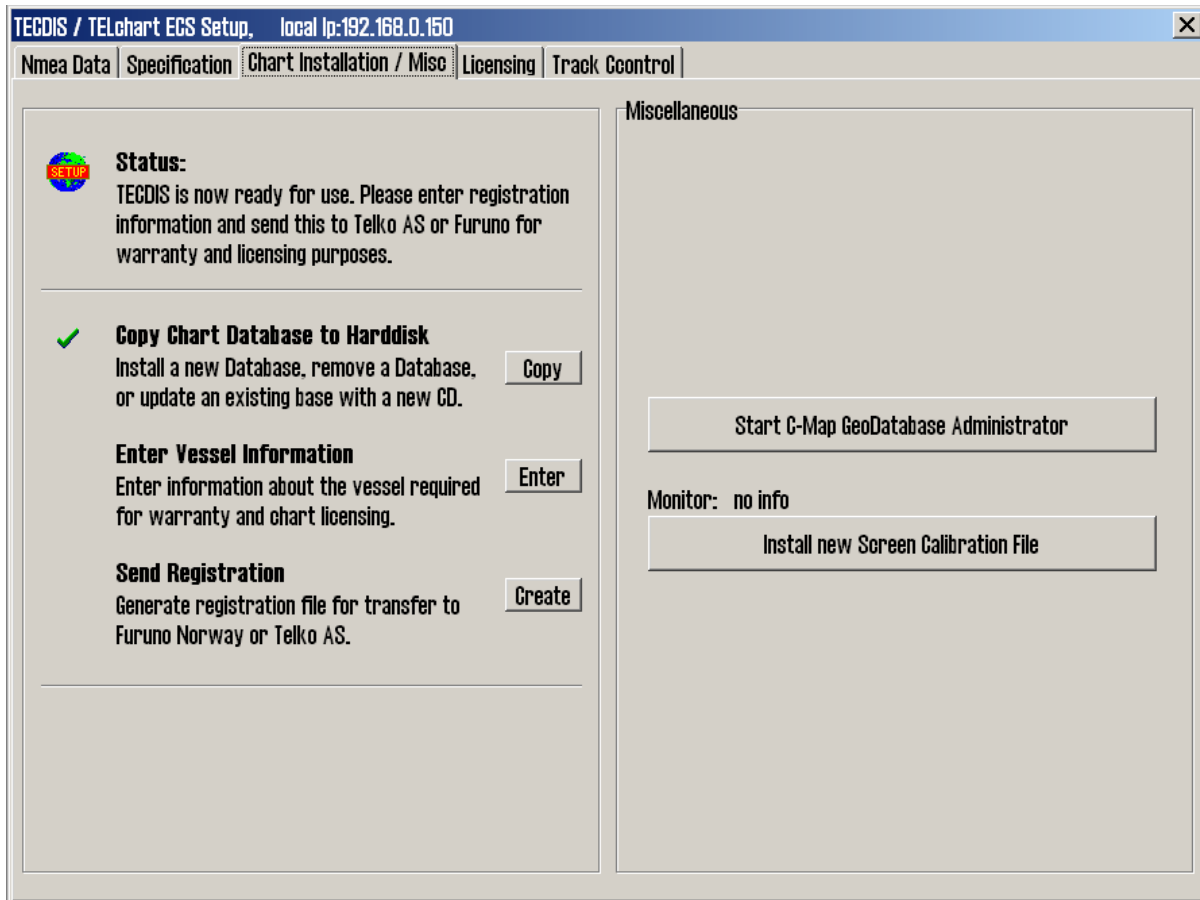 TECDIS / TELchart ECS Setup,    local Ip:192.168.0.150
Nmea Data Specification Chart Installation / Misc Licensing Track Ccontrol
SETUP
Status:
TECDIS is now ready for use. Please enter registration
information and send this to Telko AS or Furuno for
warranty and licensing purposes.
Copy Chart Database to Harddisk
Install a new Database, remove a Database,
or update an existing base with a new CD.
Copy
Enter Vessel Information
Enter information about the vessel required
for warranty and chart licensing.
Enter
Send Registration
Generate registration file for transfer to
Furuno Norway or Telko AS.
Create
Miscellaneous
Start C-Map GeoDatabase Administrator
Monitor:  no info
Install new Screen Calibration File